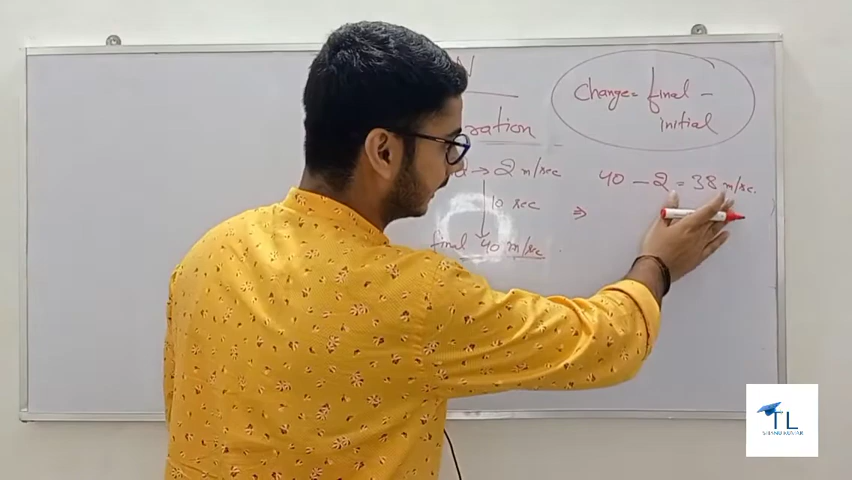 Change= final -
initial
ration
→ 2 m/sec
10 sec
final 40 m/sec
⇒
40 - 2 = 38 m/sec.
TL